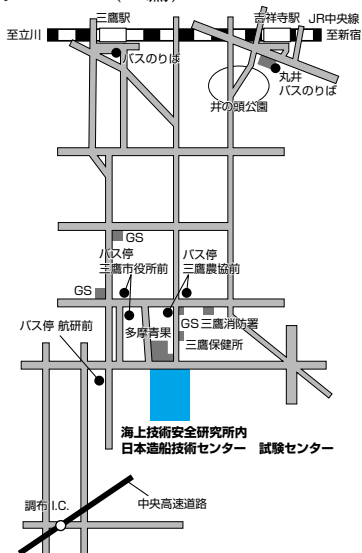 三鷹駅
吉祥寺駅 JR中央線
至立川
至新宿
バスのりば
丸井
バスのりば
井の頭公園
GS
バス停
三鷹市役所前
バス停
三鷹農協前
GS
GS 三鷹消防署
多摩青果
三鷹保健所
バス停 航研前
海上技術安全研究所内
日本造船技術センター 試験センター
調布 I.C.
中央高速道路